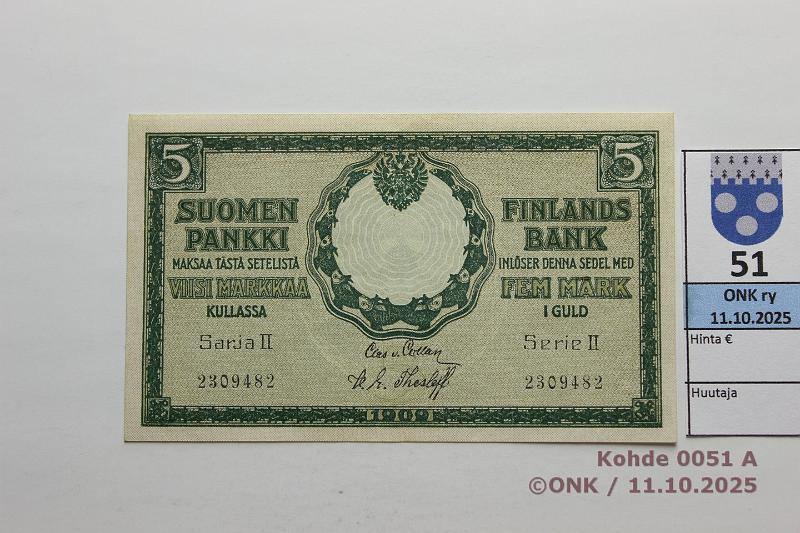 5 5
SUOMEN
PANKKI
MAKSAA TÄSTÄ SETELISTÄ
VIISI MARKKAA
KULLASSA
Sarja II
2309482
FINLANDS
BANK
INLÖSER DENNA SEDEL MED
FEM MARK
I GULD
Serie II
2309482
Clas v. Collan
1909
51
ONK ry
11.10.2025
Hinta €
Huutaja
Kohde 0051 A
©ONK / 11.10.2025